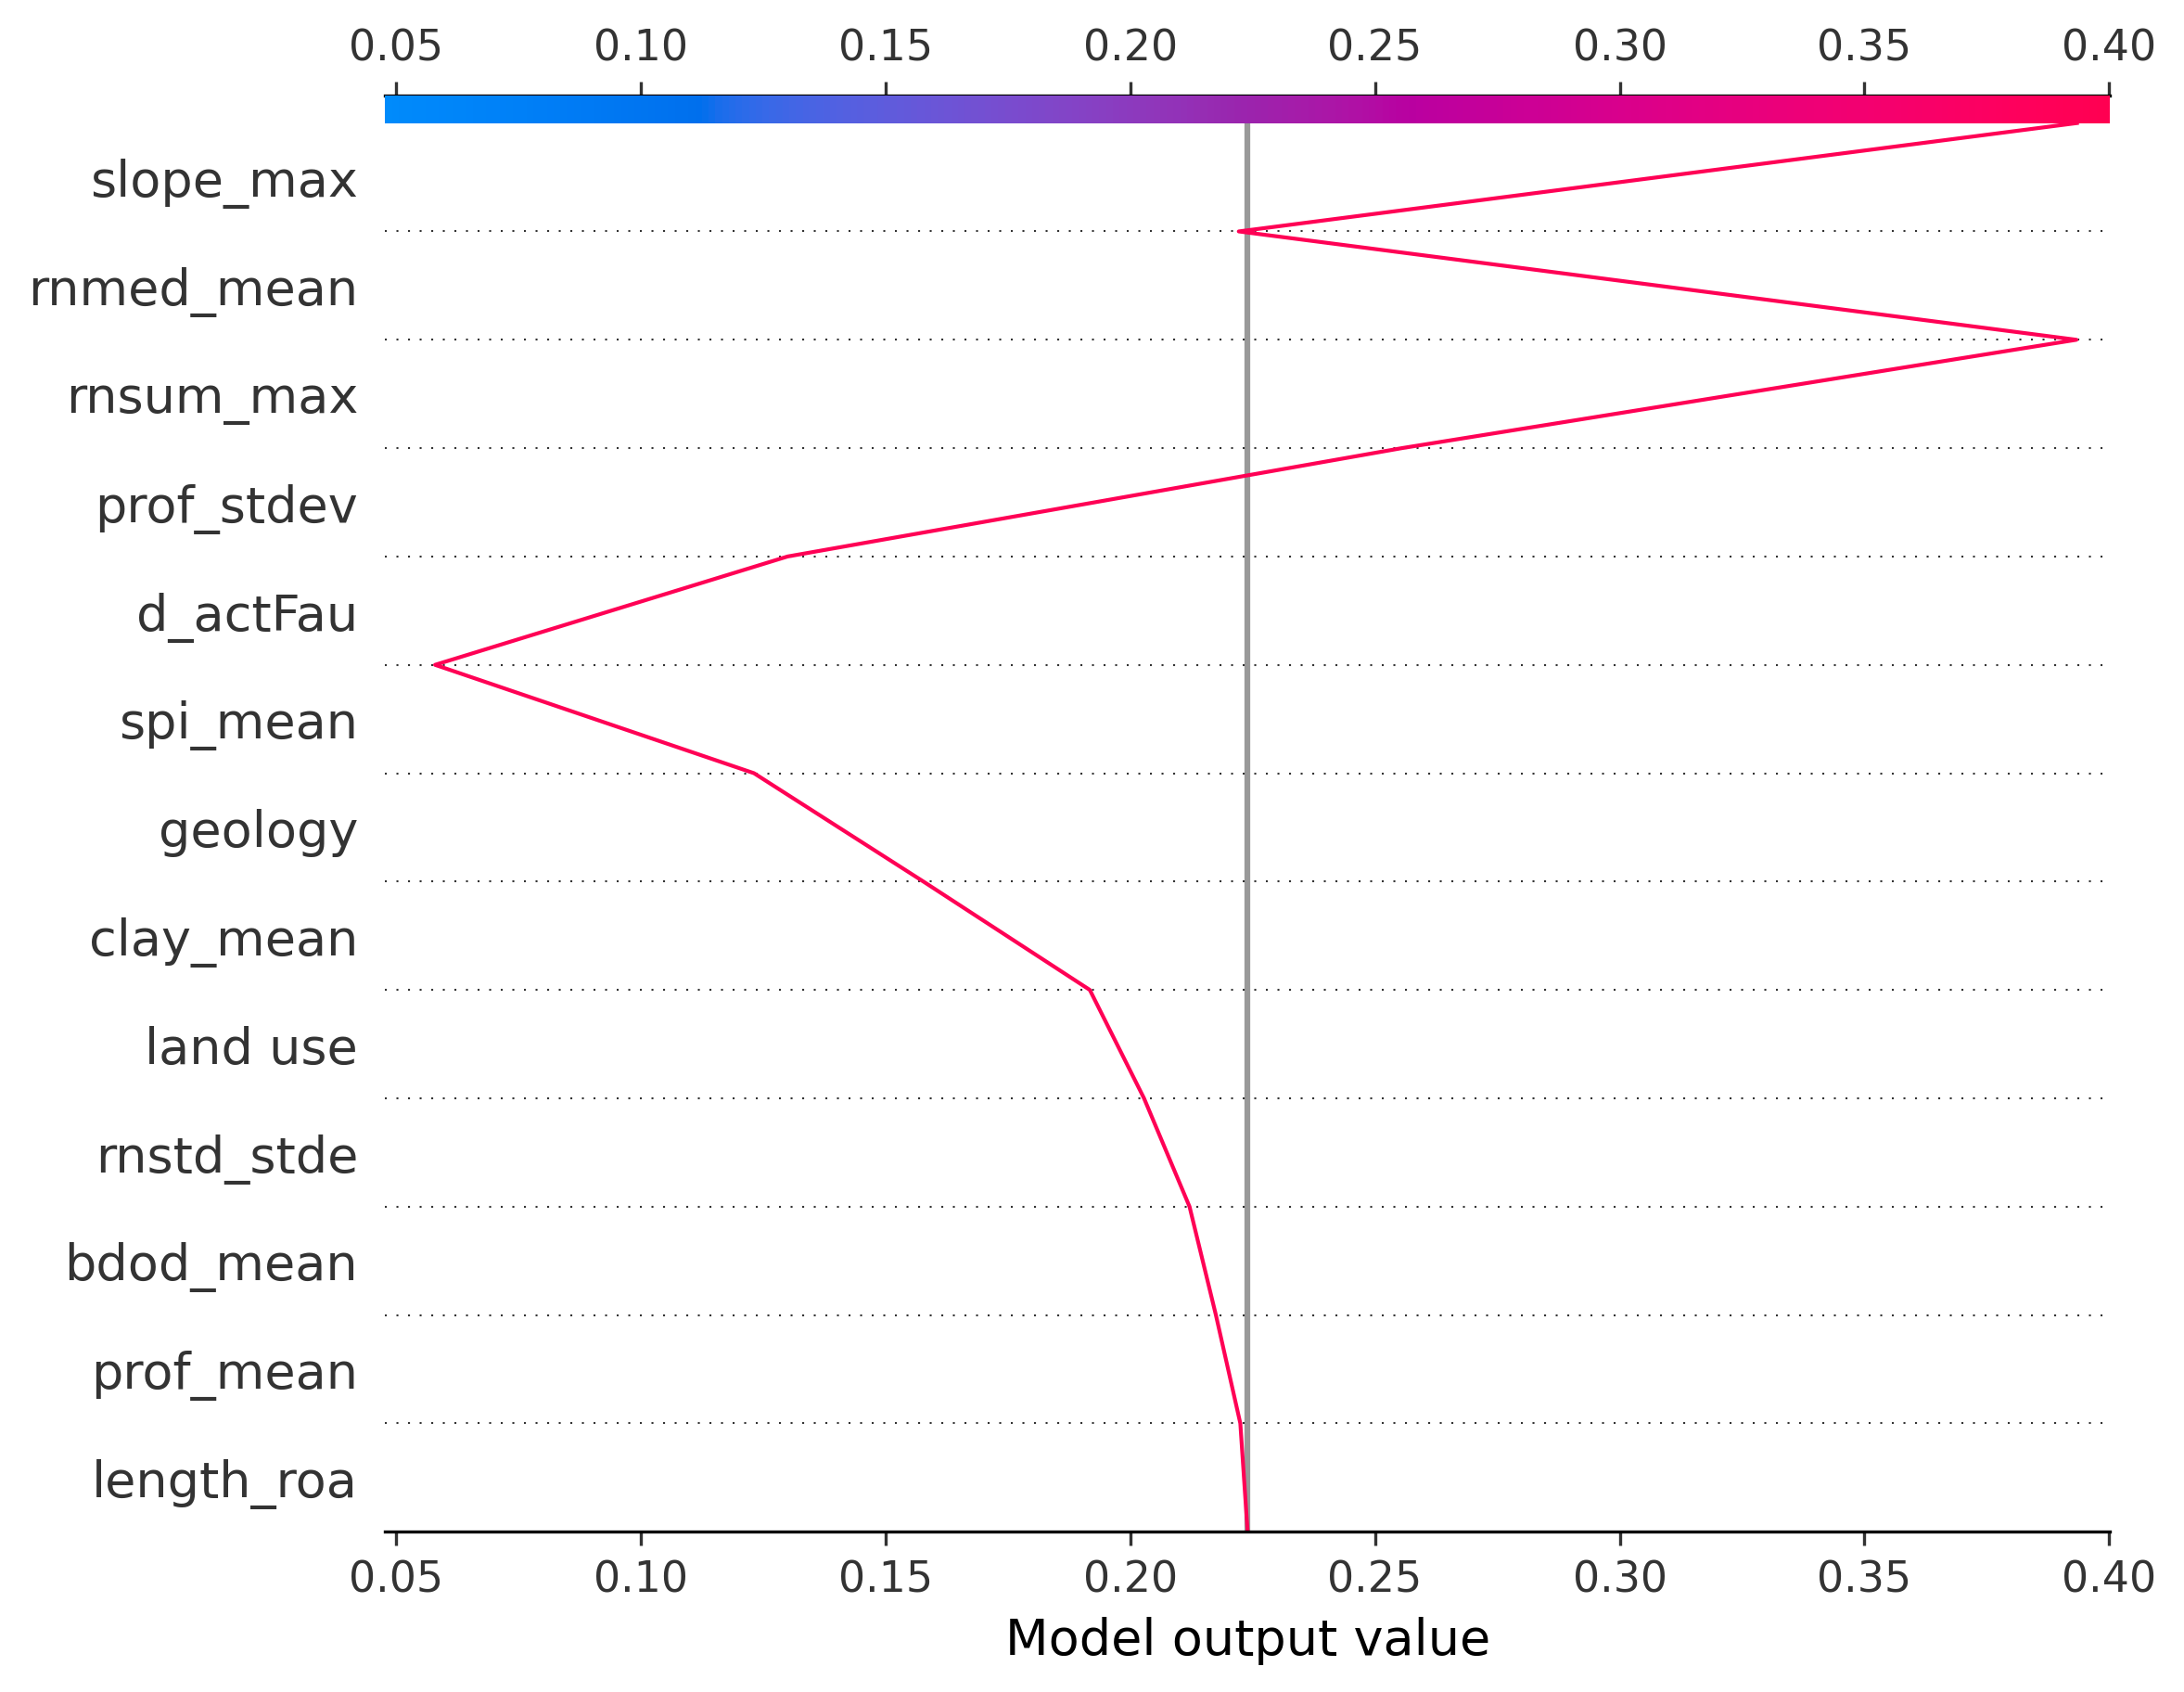 0.05 0.10 0.15 0.20 0.25 0.30 0.35 0.40
slope_max
rnmed_mean
rnsum_max
prof_stdev
d_actFau
spi_mean
geology
clay_mean
land use
rnstd_stde
bdod_mean
prof_mean
length_roa
0.05 0.10 0.15 0.20 0.25 0.30 0.35 0.40
Model output value